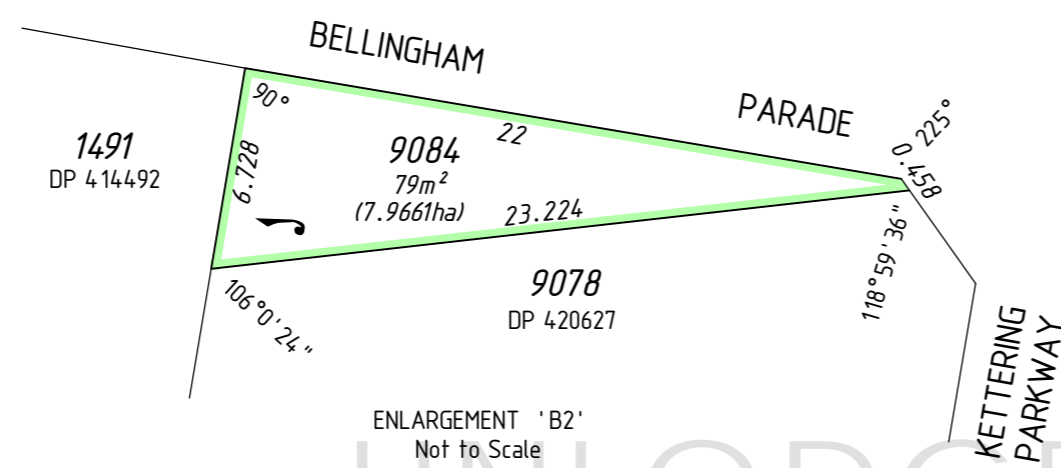 BELLINGHAM
PARADE
90°
22
225°
0.458
1491
DP 414492
6.728
9084
79m²
(7.9661ha)
23.224
118°59'36"
106°0'24"
9078
DP 420627
KETTERING
PARKWAY
ENLARGEMENT 'B2'
Not to Scale